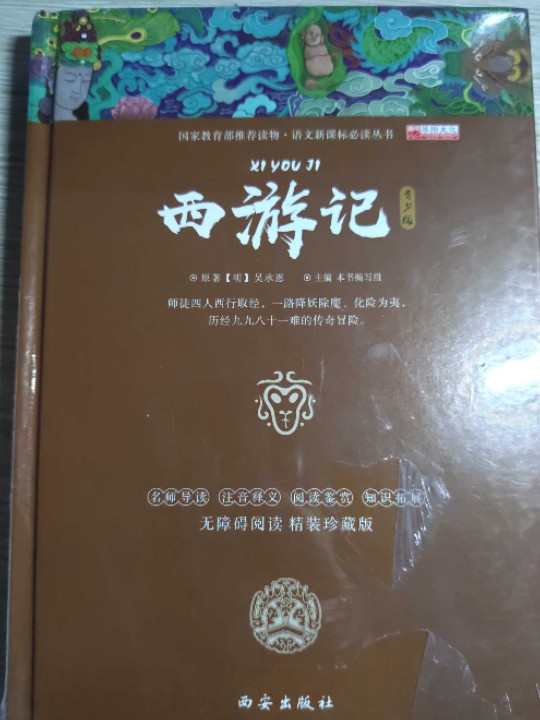 国家教育部推荐读物·语文新课标必读丛书
XI YOU JI
西游记
青少版
原著【明】吴承恩 主编 本书编写组
师徒四人西行取经，一路降妖除魔、化险为夷，
历经九九八十一难的传奇冒险。
名师导读 注音释义 阅读鉴赏 知识拓展
无障碍阅读 精装珍藏版
西安出版社